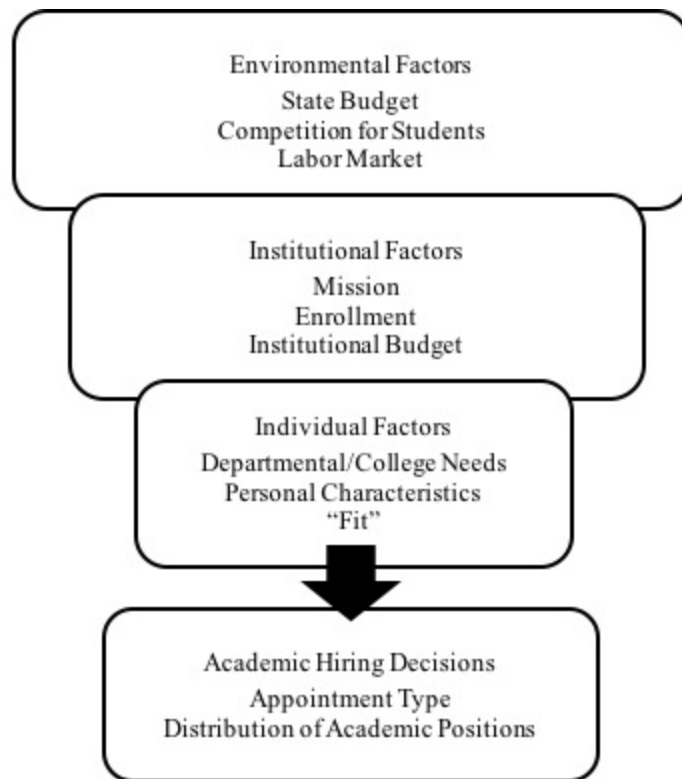 Environmental Factors
State Budget
Competition for Students
Labor Market
Institutional Factors
Mission
Enrollment
Institutional Budget
Individual Factors
Departmental/College Needs
Personal Characteristics
“Fit”
Academic Hiring Decisions
Appointment Type
Distribution of Academic Positions